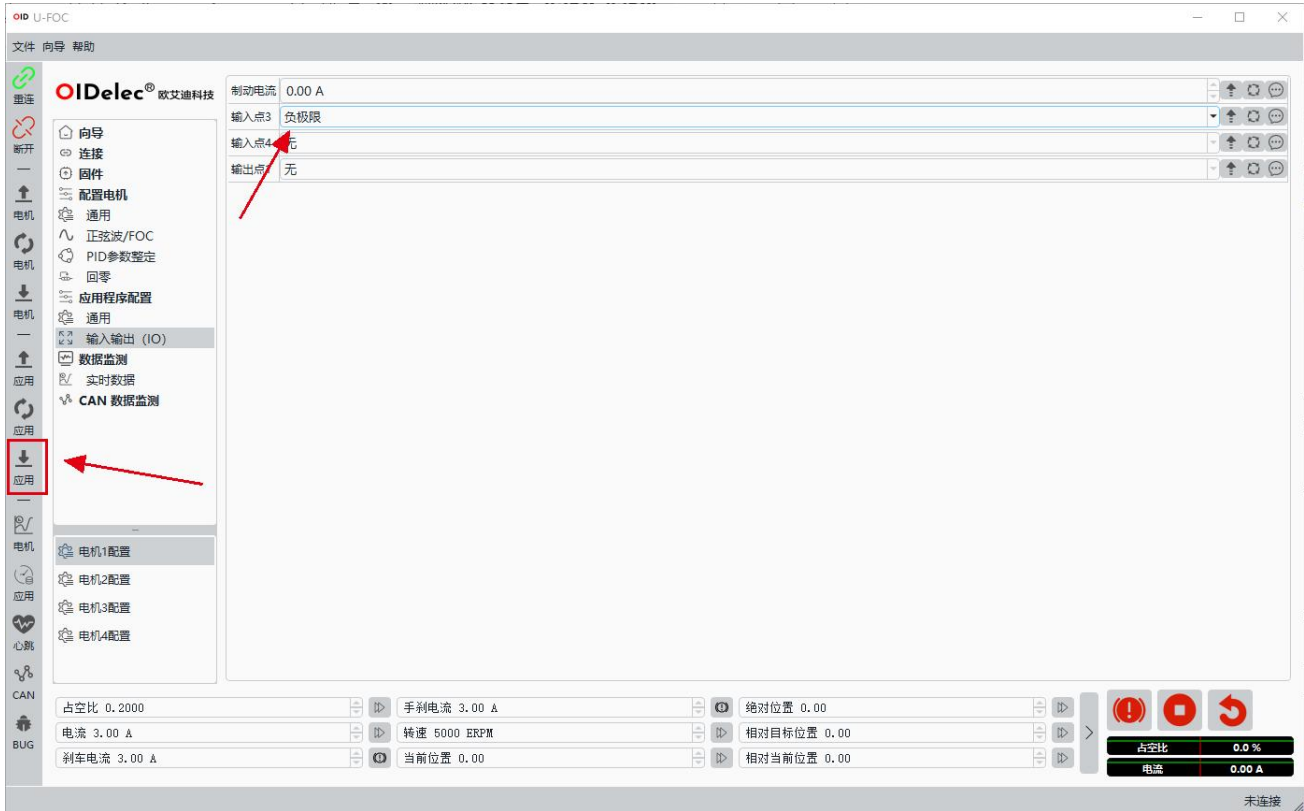 OID U-FOC
文件 向导 帮助
重连
断开
电机
电机
电机
应用
应用
应用
电机
应用
心跳
CAN
BUG
OIDelec® 欧艾迪科技
向导
连接
固件
配置电机
通用
正弦波/FOC
PID参数整定
回零
应用程序配置
通用
输入输出 (IO)
数据监测
实时数据
CAN 数据监测
电机1配置
电机2配置
电机3配置
电机4配置
制动电流 0.00 A
输入点3 负极限
输入点4 无
输出点 无
占空比 0.2000 手刹电流 3.00 A 绝对位置 0.00
电流 3.00 A 转速 5000 ERPM 相对目标位置 0.00
刹车电流 3.00 A 当前位置 0.00 相对当前位置 0.00
占空比 0.0 %
电流 0.00 A
未连接